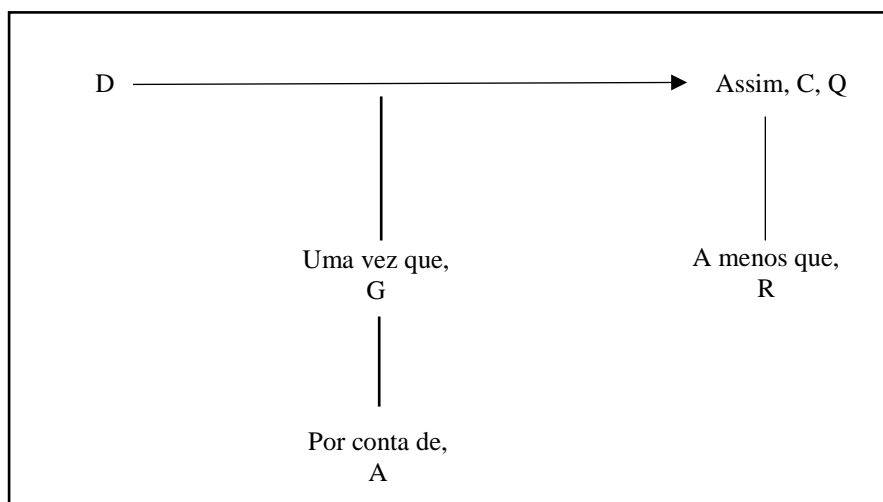 D
Assim, C, Q
Uma vez que,
G
A menos que,
R
Por conta de,
A